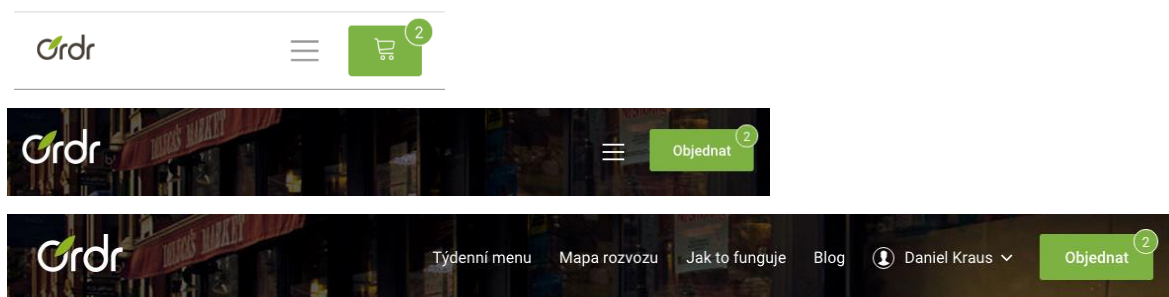 Ordr
2
Ordr
Objednat 2
Ordr
Týdenní menu Mapa rozvozu Jak to funguje Blog Daniel Kraus Objednat 2